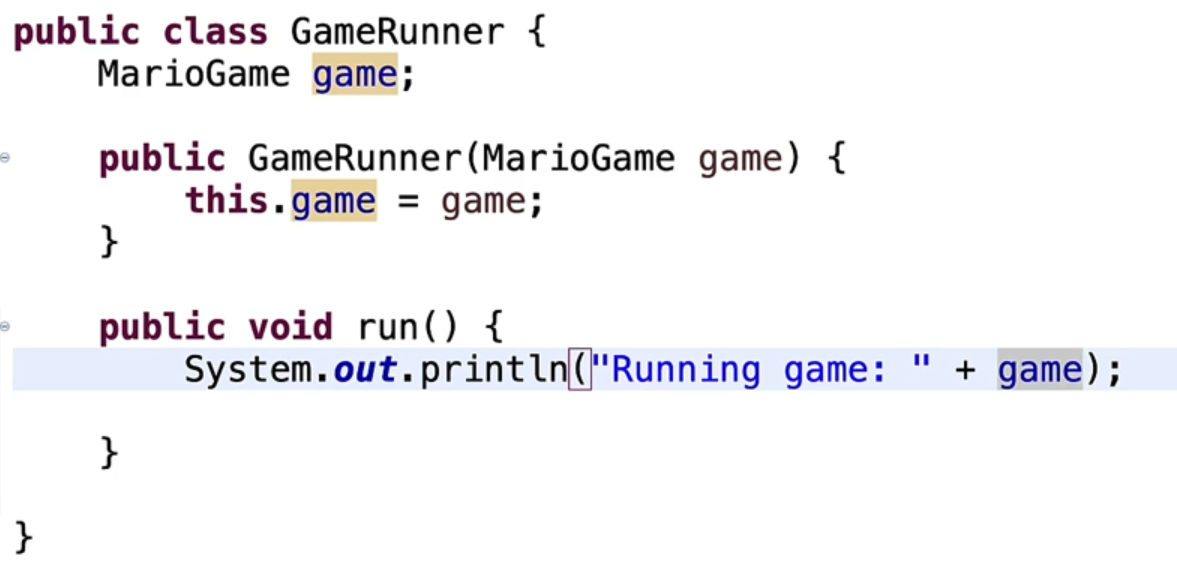 public class GameRunner {
    MarioGame game;
    public GameRunner(MarioGame game) {
        this.game = game;
    }
    public void run() {
        System.out.println("Running game: " + game);
    }
}